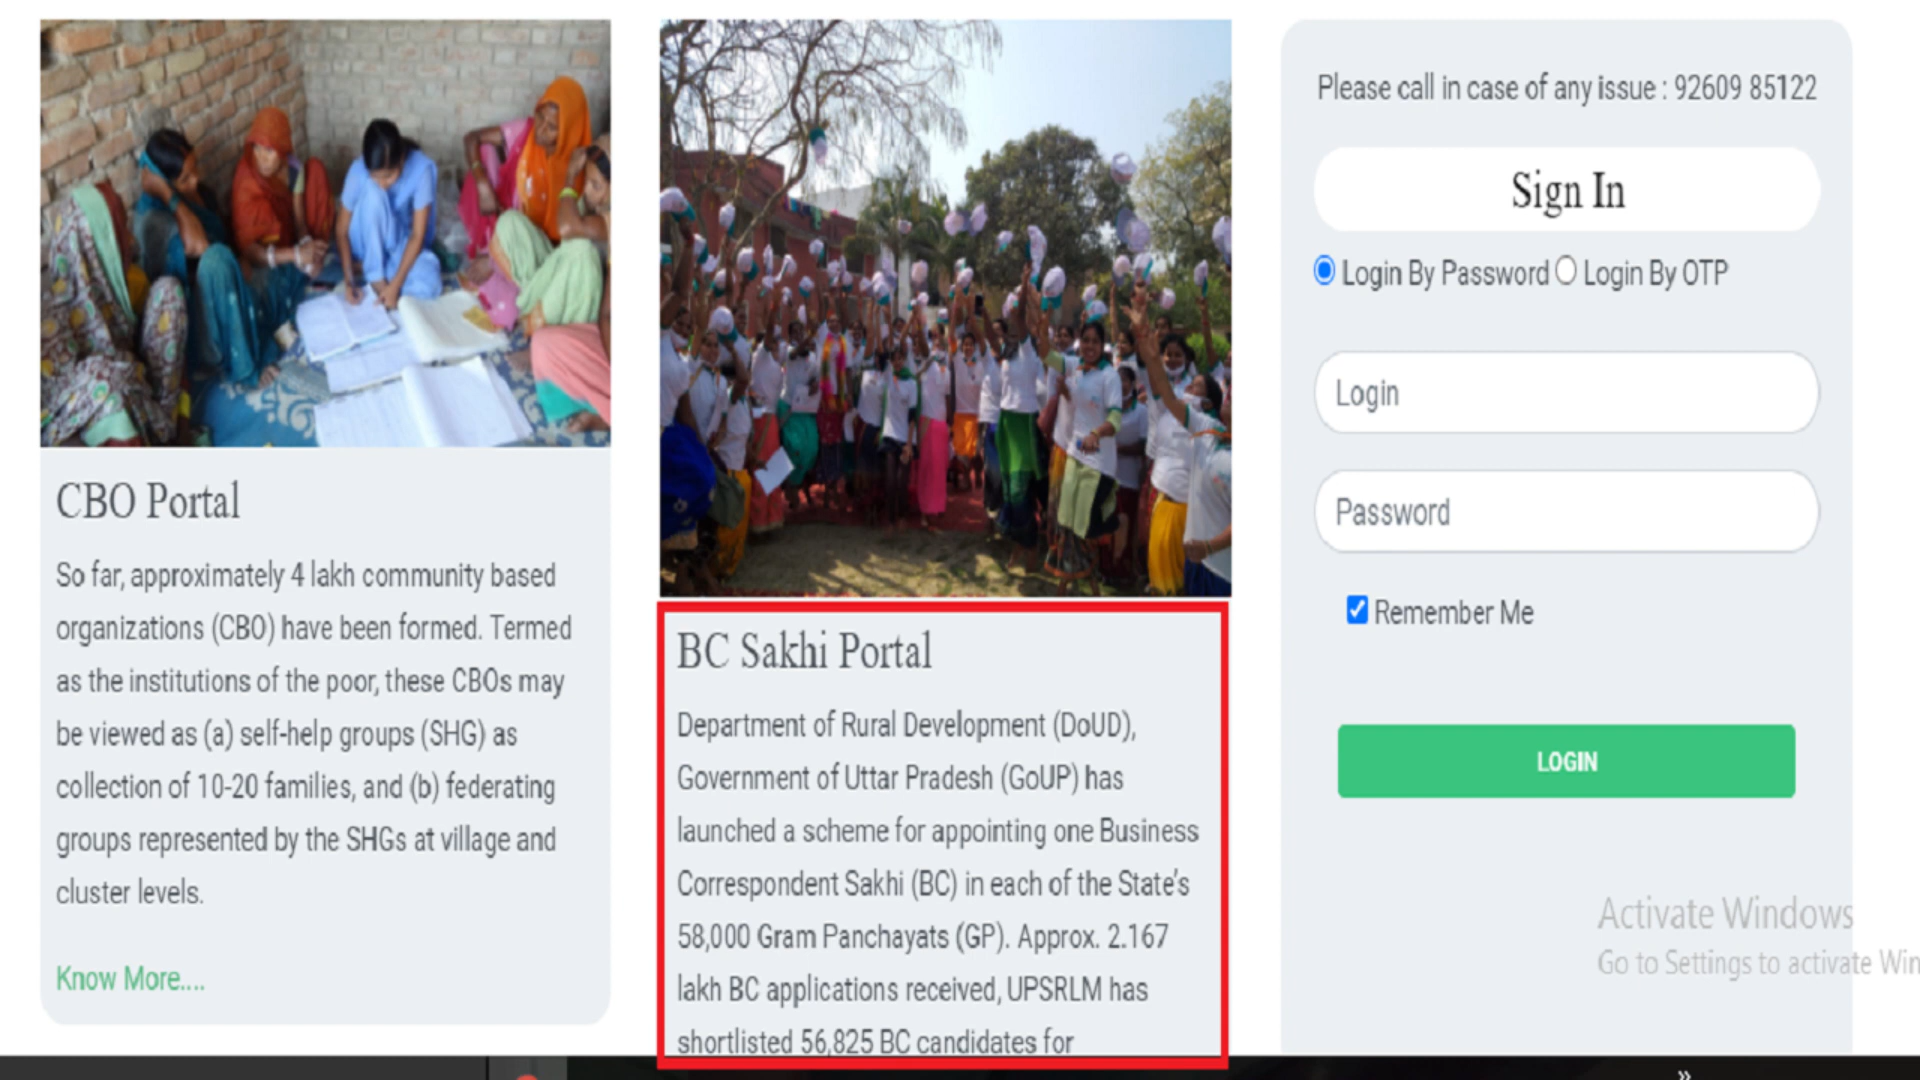 CBO Portal
So far, approximately 4 lakh community based
organizations (CBO) have been formed. Termed
as the institutions of the poor, these CBOs may
be viewed as (a) self-help groups (SHG) as
collection of 10-20 families, and (b) federating
groups represented by the SHGs at village and
cluster levels.
Know More....
BC Sakhi Portal
Department of Rural Development (DoUD),
Government of Uttar Pradesh (GoUP) has
launched a scheme for appointing one Business
Correspondent Sakhi (BC) in each of the State's
58,000 Gram Panchayats (GP). Approx. 2.167
lakh BC applications received, UPSRLM has
shortlisted 56,825 BC candidates for
Please call in case of any issue : 92609 85122
Sign In
Login By Password Login By OTP
Login
Password
Remember Me
LOGIN
Activate Windows
Go to Settings to activate Win
»